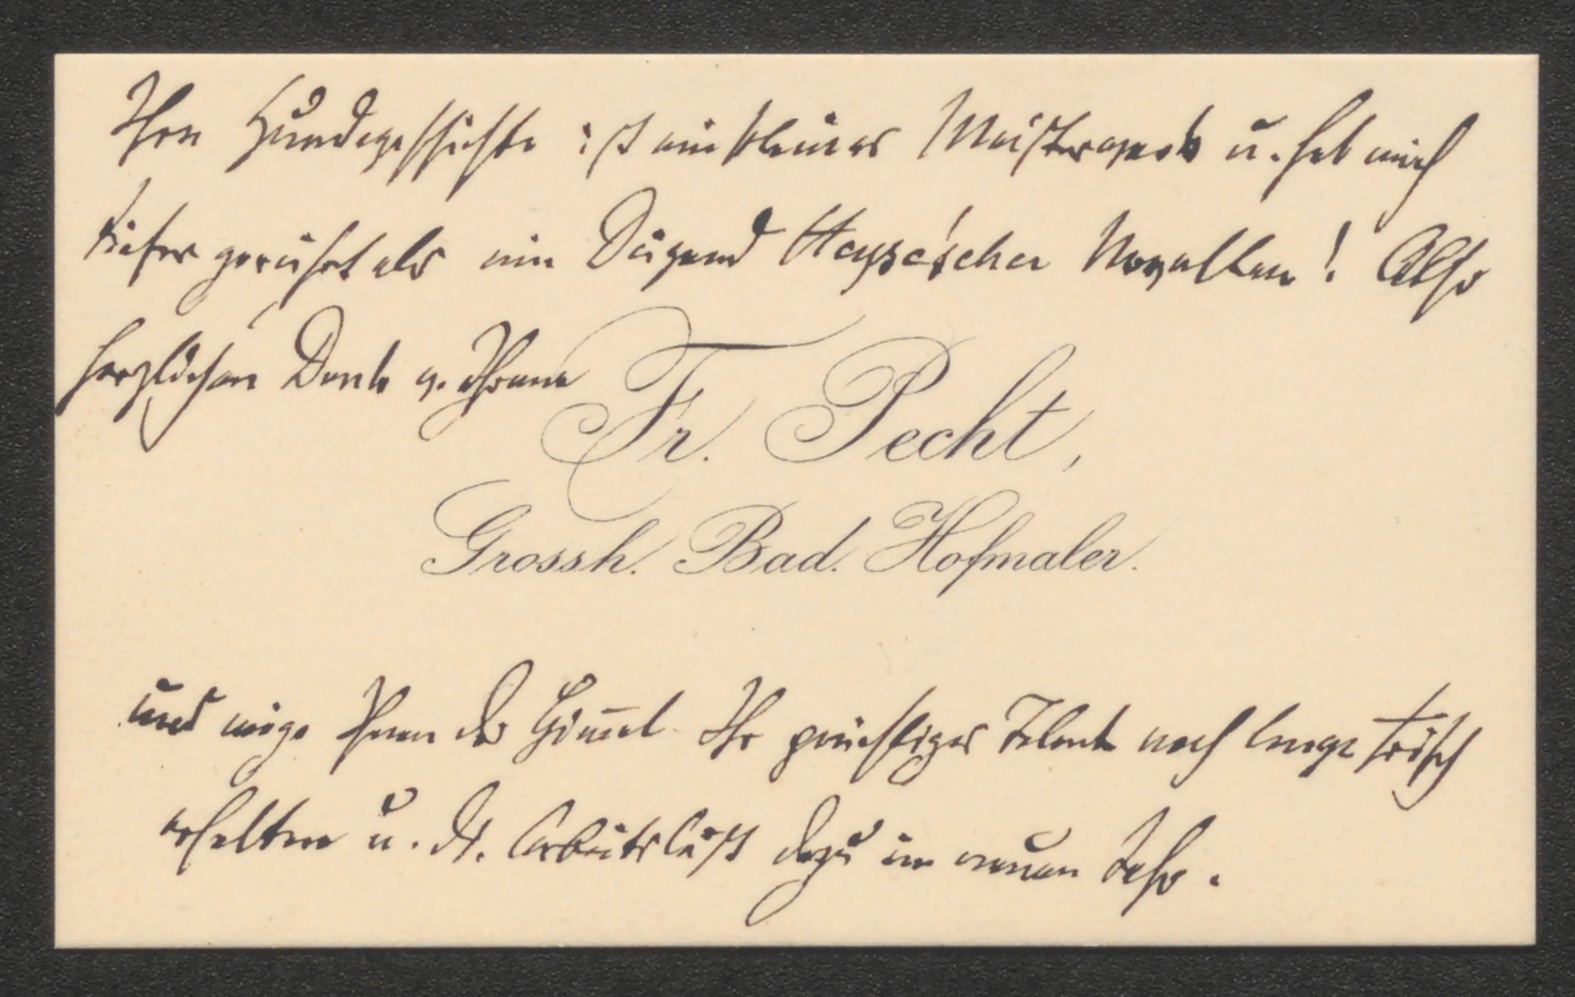 Ihre Hundegeschichte ist ein kleines Meisterwerk u. hat mich
tiefer gerührt als ein Dutzend Heyse'scher Novellen! Also
herzlichen Dank v. Ihrem
Fr. Pecht,
Grossh. Bad. Hofmaler.
und möge Ihnen der Himmel Ihr prächtiges Talent noch lange frisch
erhalten u. die Arbeitslust dazu im neuen Jahr.